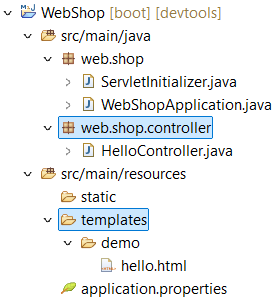 WebShop [boot] [devtools]
src/main/java
web.shop
ServletInitializer.java
WebShopApplication.java
web.shop.controller
HelloController.java
src/main/resources
static
templates
demo
hello.html
application.properties